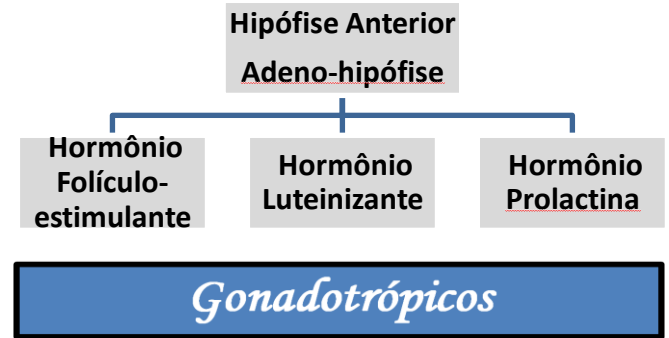 Hipófise Anterior
Adeno-hipófise
Hormônio
Folículo-
estimulante
Hormônio
Luteinizante
Hormônio
Prolactina
Gonadotrópicos